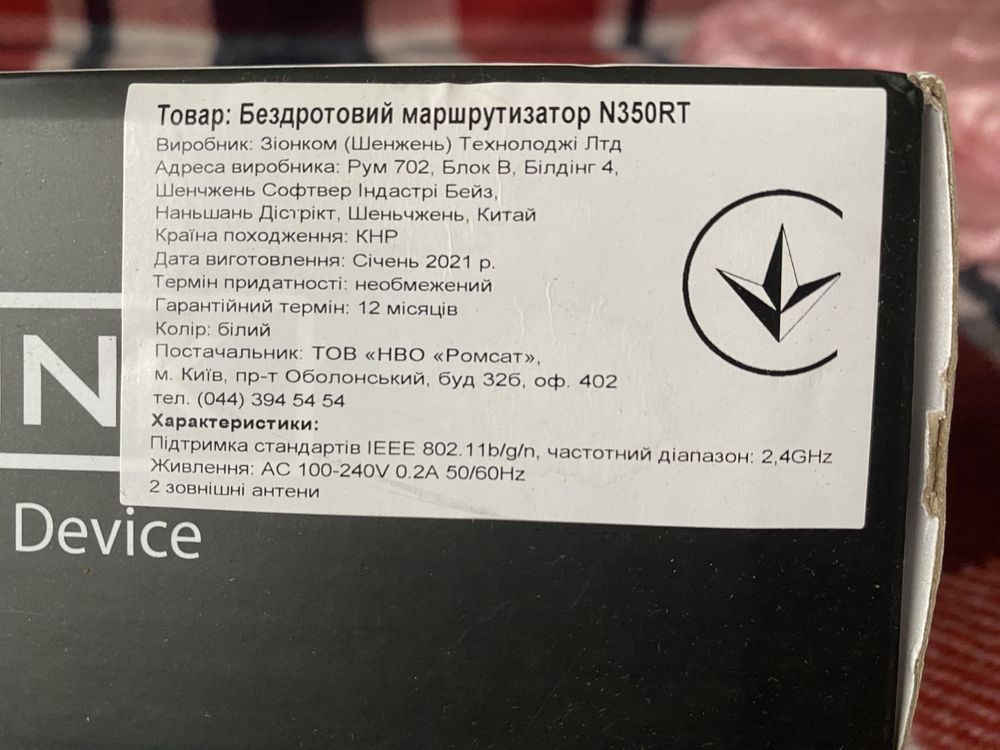 Товар: Бездротовий маршрутизатор N350RT
Виробник: Зіонком (Шенжень) Технолоджі Лтд
Адреса виробника: Рум 702, Блок В, Білдінг 4,
Шенчжень Софтвер Індастрі Бейз,
Наньшань Дістрікт, Шеньчжень, Китай
Країна походження: КНР
Дата виготовлення: Січень 2021 р.
Термін придатності: необмежений
Гарантійний термін: 12 місяців
Колір: білий
Постачальник: ТОВ «НВО «Ромсат»,
м. Київ, пр-т Оболонський, буд 32б, оф. 402
тел. (044) 394 54 54
Характеристики:
Підтримка стандартів IEEE 802.11b/g/n, частотний діапазон: 2,4GHz
Живлення: AC 100-240V 0.2A 50/60Hz
2 зовнішні антени
N
Device